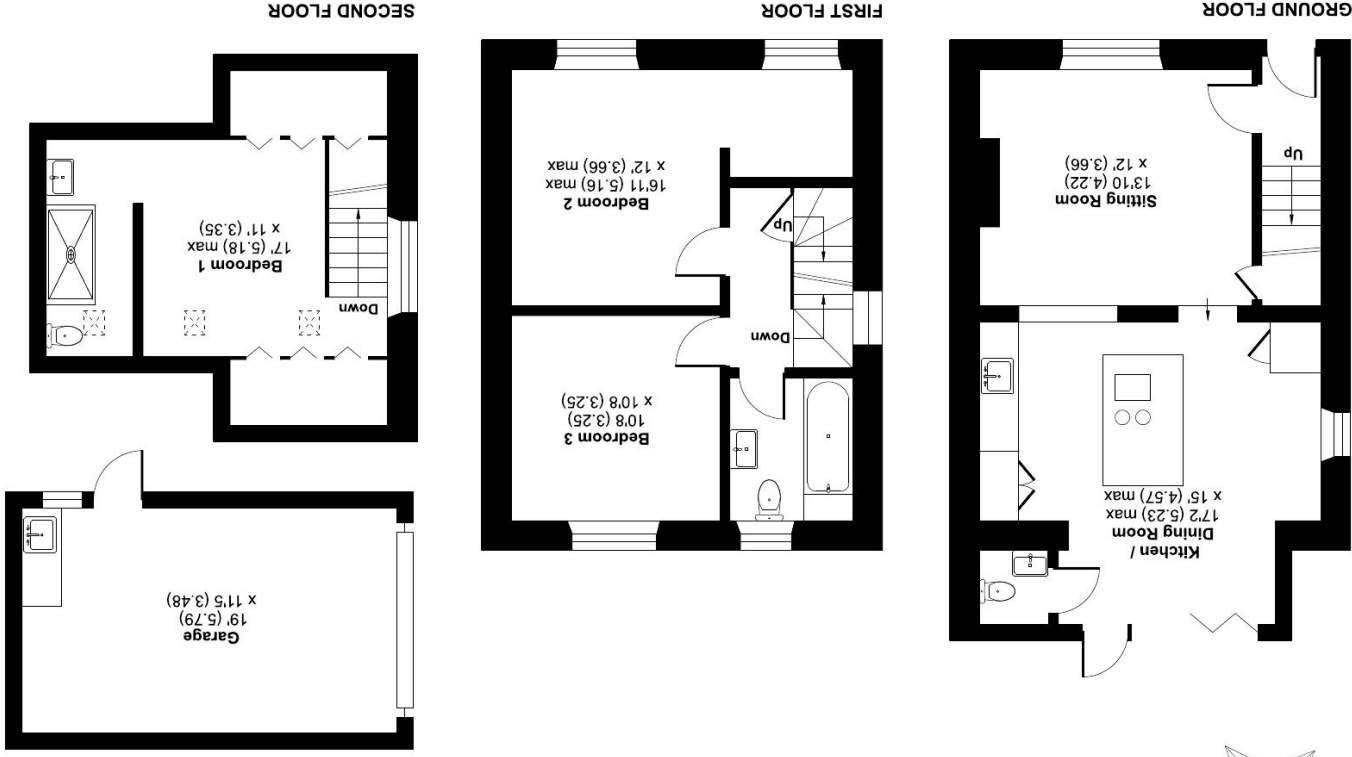 Kitchen /
Dining Room
17'2 (5.23) max
x 15' (4.57) max
Sitting Room
13'10 (4.22)
x 12' (3.66)
Up
GROUND FLOOR
Bedroom 3
10'8 (3.25)
x 10'8 (3.25)
Down
Up
Bedroom 2
16'11 (5.16) max
x 12' (3.66) max
FIRST FLOOR
Garage
19' (5.79)
x 11'5 (3.48)
Down
Bedroom 1
17' (5.18) max
x 11' (3.35)
SECOND FLOOR